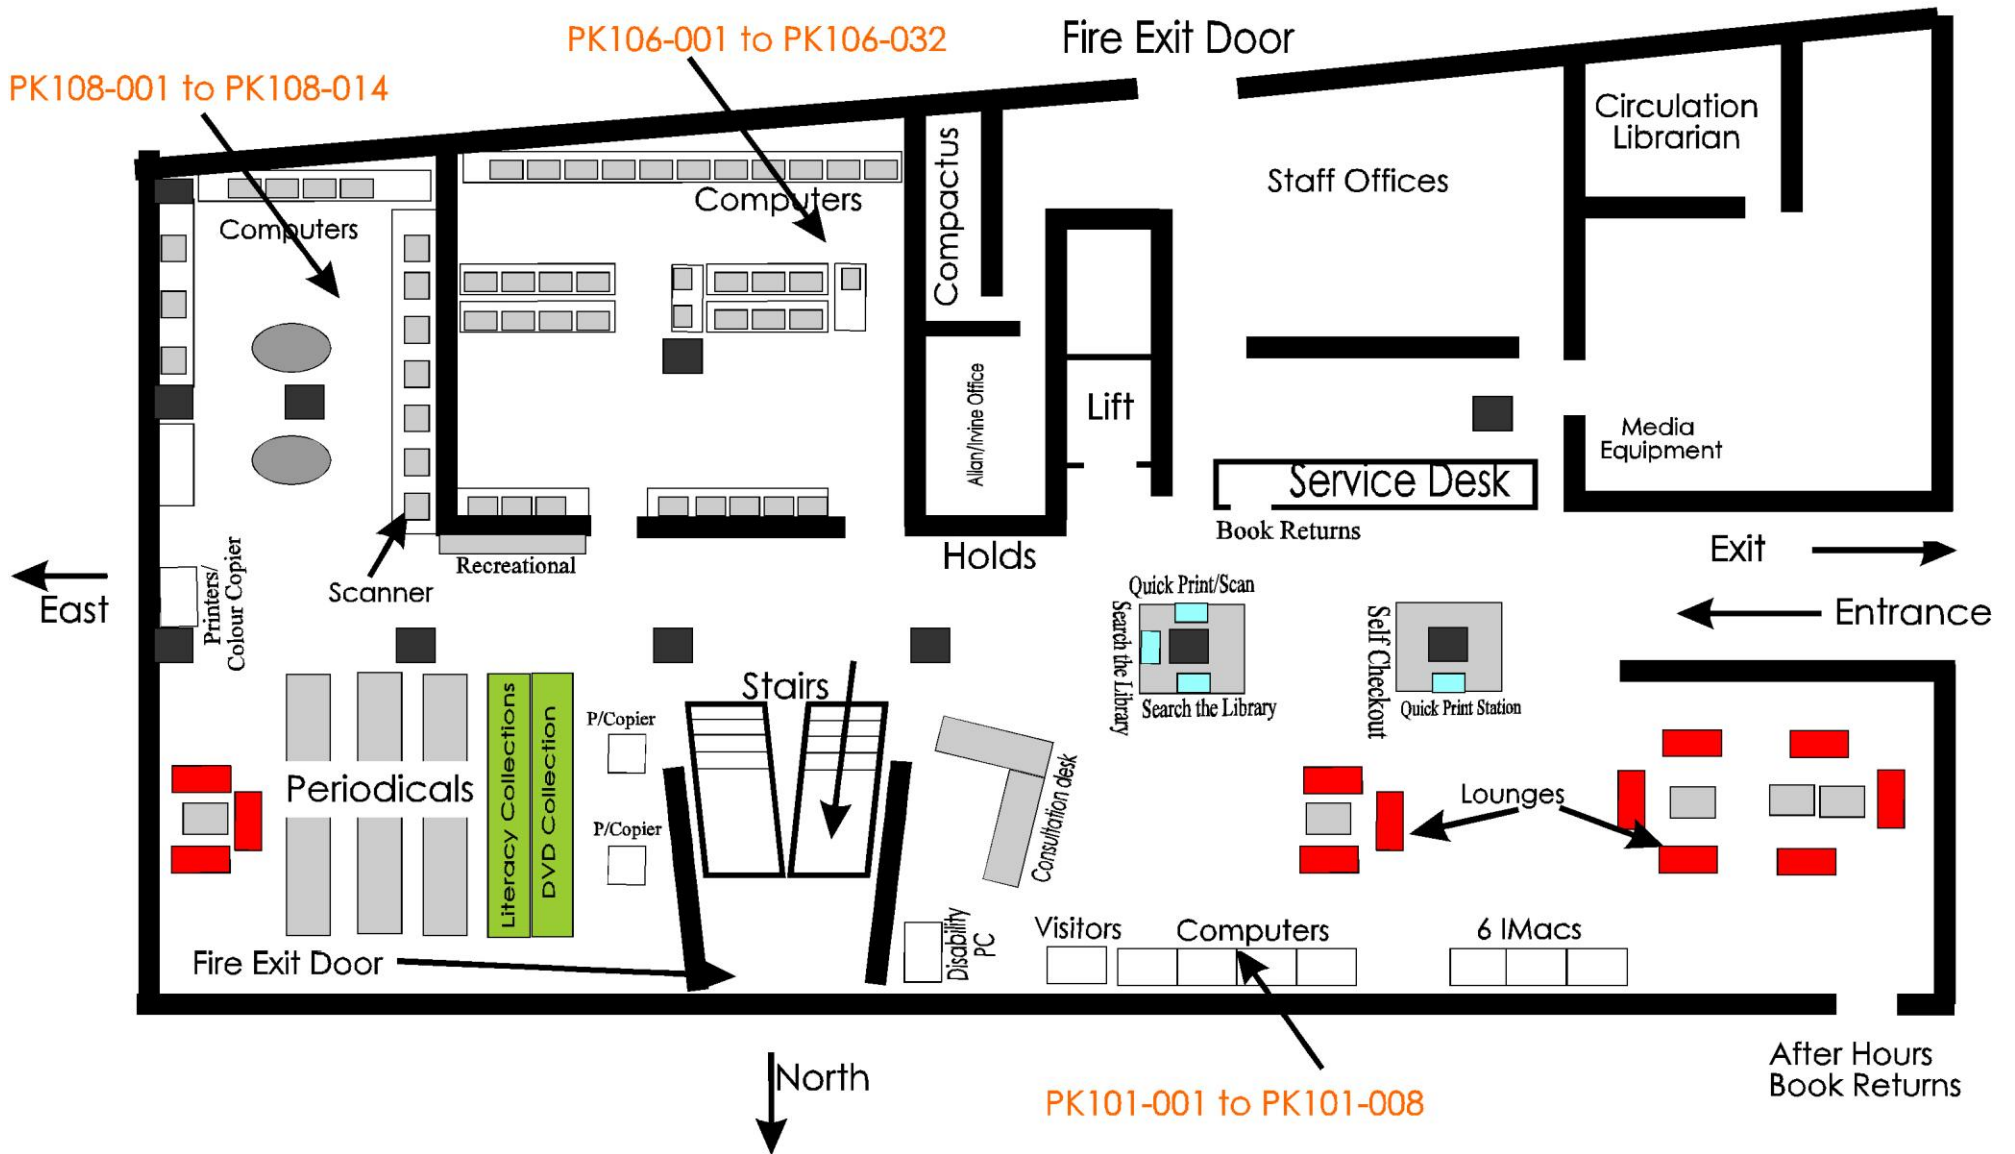 PK106-001 to PK106-032
Fire Exit Door
PK108-001 to PK108-014
Circulation
Librarian
Compactus
Staff Offices
Computers
Computers
Allan/Irvine Office
Lift
Media
Equipment
Service Desk
Book Returns
Holds
Exit
Recreational
Scanner
Printers/
Colour Copier
East
Quick Print/Scan
Search the Library
Search the Library
Self Checkout
Quick Print Station
Entrance
Stairs
P/Copier
P/Copier
Periodicals
Literacy Collections
DVD Collection
Consultation desk
Lounges
Fire Exit Door
Disability
PC
Visitors
Computers
6 IMacs
North
PK101-001 to PK101-008
After Hours
Book Returns